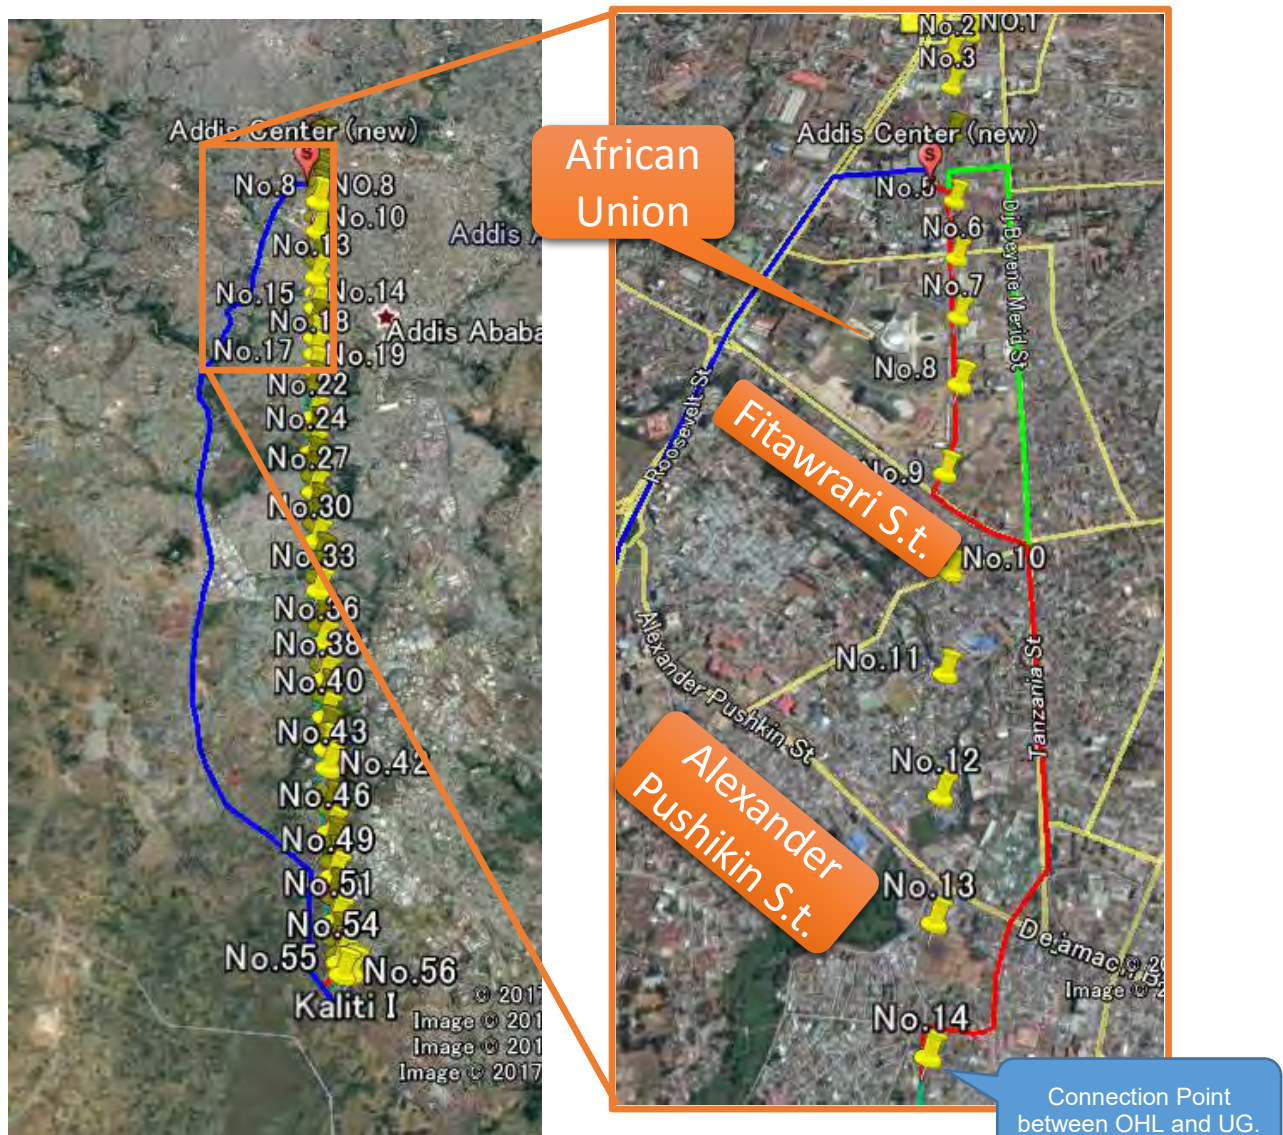 Addis Center (new)
No.8
NO.8
No.10
Addis A
No.13
No.15
No.14
No.18
Addis Ababa
No.17
No.19
No.22
No.24
No.27
No.30
No.33
No.36
No.38
No.40
No.43
No.42
No.46
No.49
No.51
No.54
No.55
No.56
Kaliti I
© 2017
Image © 201
Image © 201
Image © 2017
No.2
NO.1
No.3
African
Union
Addis Center (new)
No.5
No.6
No.7
No.8
Roosevelt St
Fitawrari S.t.
No.9
No.10
No.11
Alexander Pushkin St
Tanzania St
No.12
Alexander
Pushikin S.t.
No.13
Dejamach
© 20
Image © 2
No.14
Connection Point
between OHL and UG.